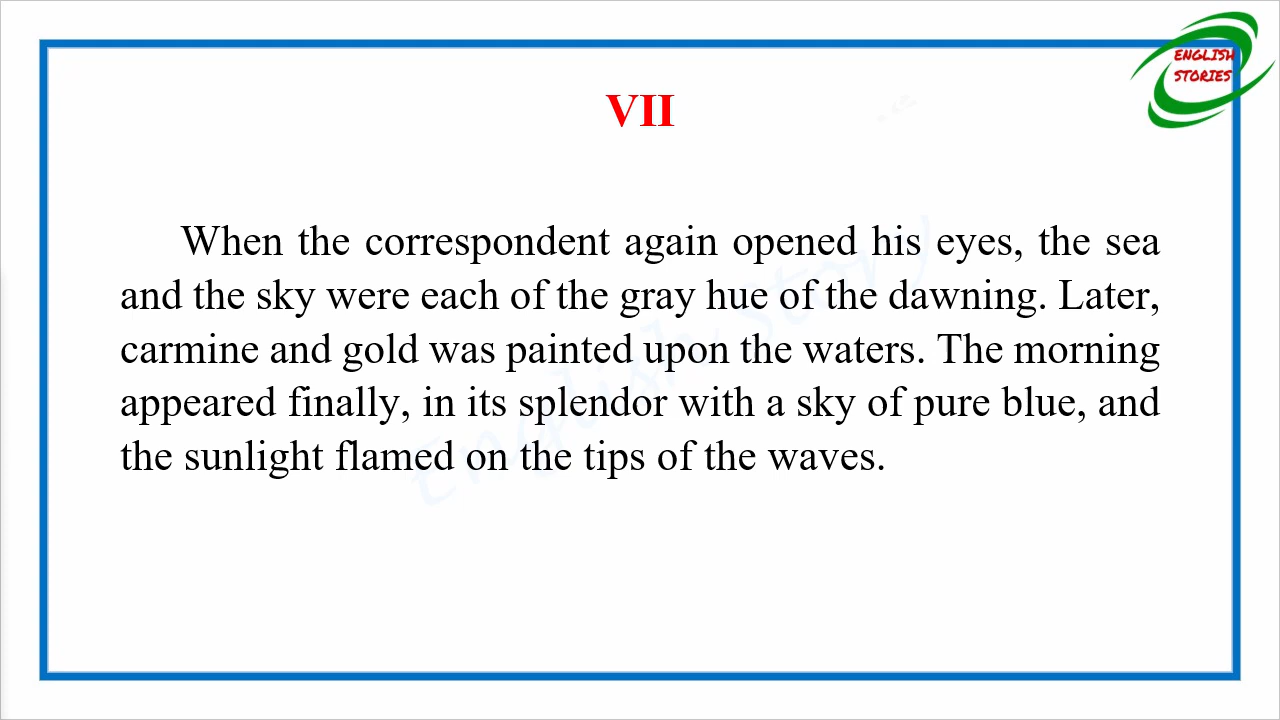 ENGLISH
STORIES
VII
When the correspondent again opened his eyes, the sea
and the sky were each of the gray hue of the dawning. Later,
carmine and gold was painted upon the waters. The morning
appeared finally, in its splendor with a sky of pure blue, and
the sunlight flamed on the tips of the waves.
English Story